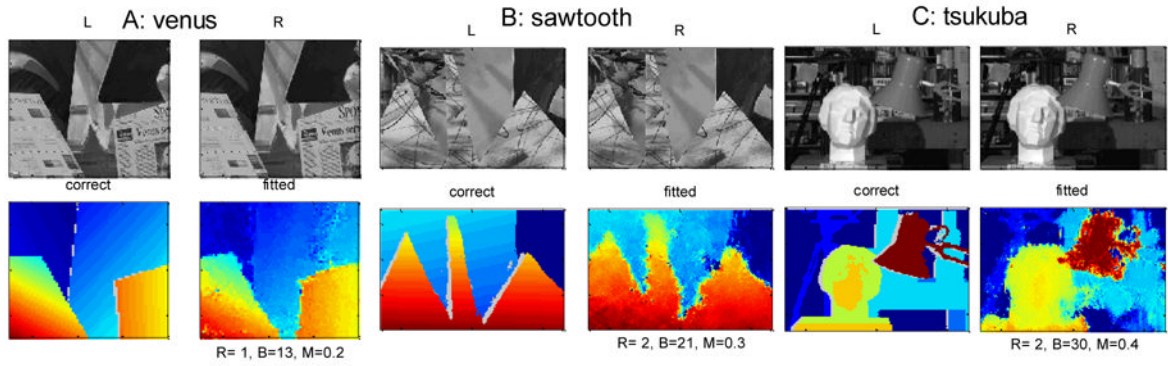 A: venus
L
R
correct
fitted
R= 1, B=13, M=0.2
B: sawtooth
L
R
correct
fitted
R= 2, B=21, M=0.3
C: tsukuba
L
R
correct
fitted
R= 2, B=30, M=0.4